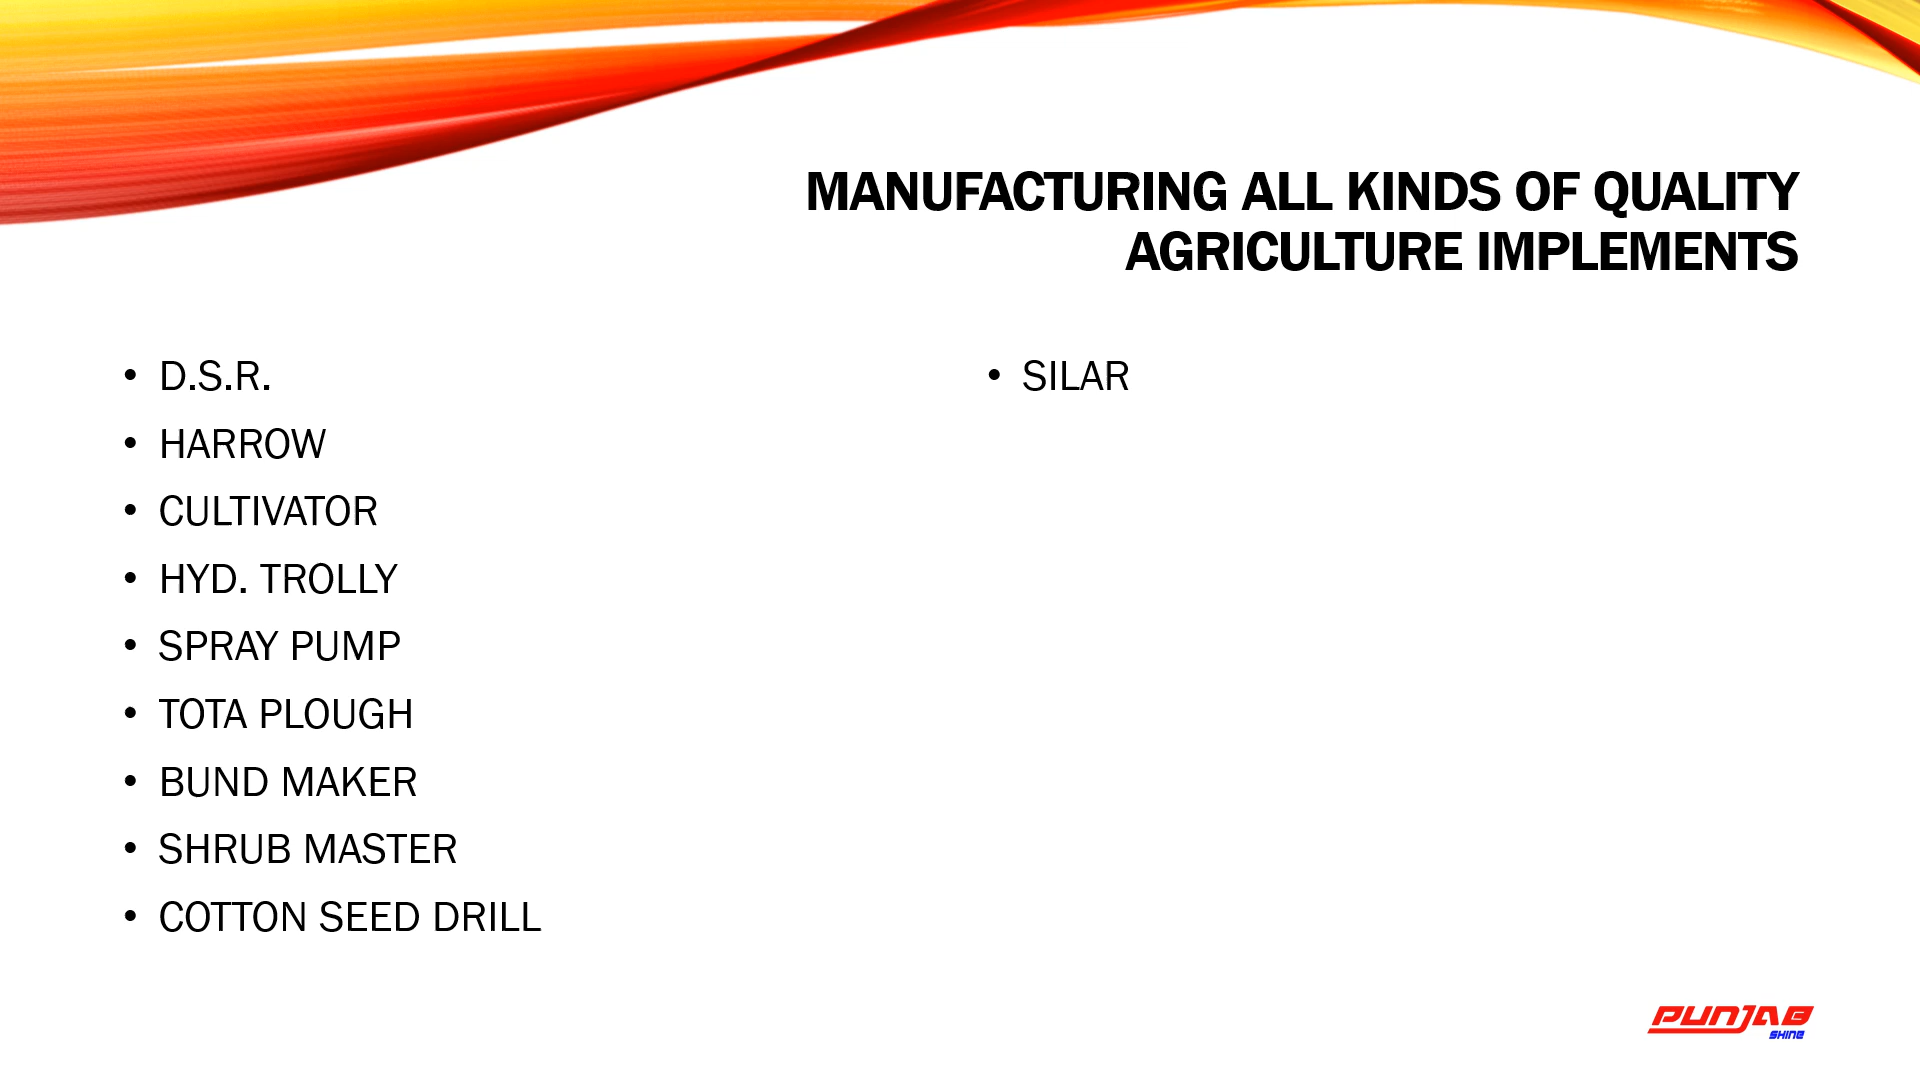 MANUFACTURING ALL KINDS OF QUALITY
AGRICULTURE IMPLEMENTS
• D.S.R.
• HARROW
• CULTIVATOR
• HYD. TROLLY
• SPRAY PUMP
• TOTA PLOUGH
• BUND MAKER
• SHRUB MASTER
• COTTON SEED DRILL
• SILAR
PUNJAB
SHINE